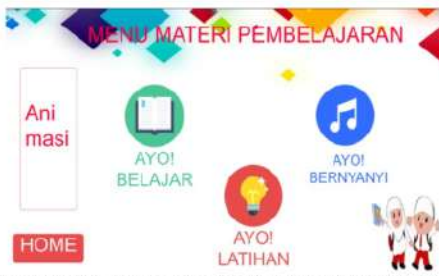 MENU MATERI PEMBELAJARAN
Ani
masi
AYO!
BELAJAR
AYO!
BERNYANYI
AYO!
LATIHAN
HOME